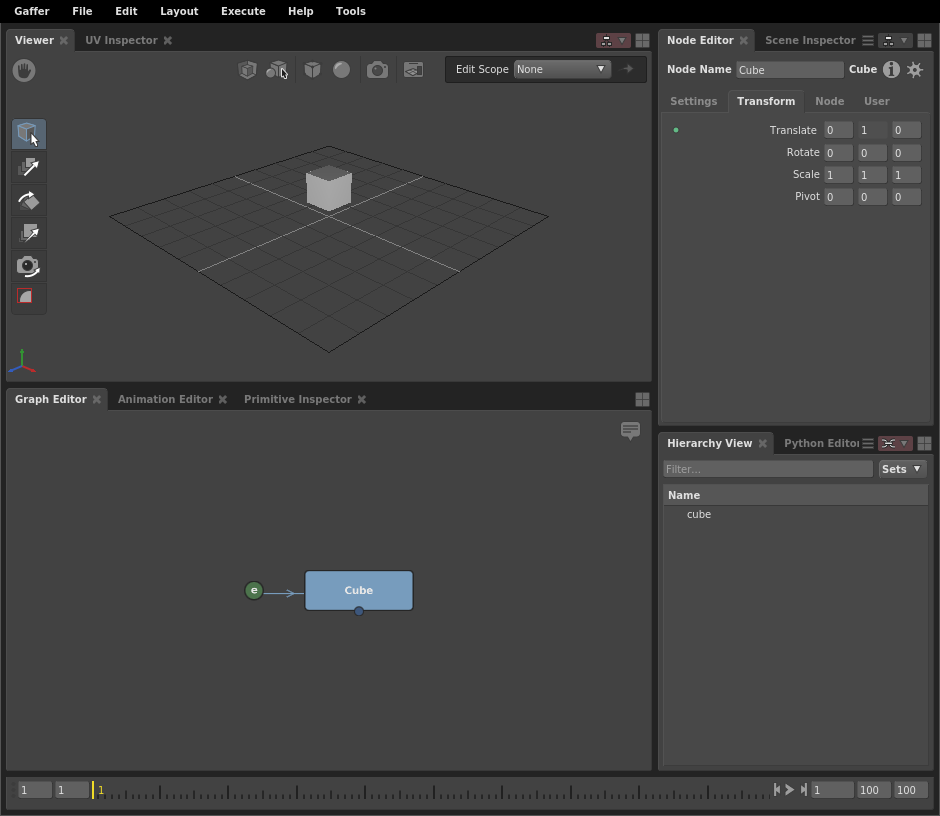 Gaffer File Edit Layout Execute Help Tools
Viewer UV Inspector
Edit Scope None
Node Editor Scene Inspector
Node Name Cube Cube
Settings Transform Node User
Translate 0 1 0
Rotate 0 0 0
Scale 1 1 1
Pivot 0 0 0
Graph Editor Animation Editor Primitive Inspector
e Cube
Hierarchy View Python Editor
Filter... Sets
Name
cube
1 1 1 1 100 100